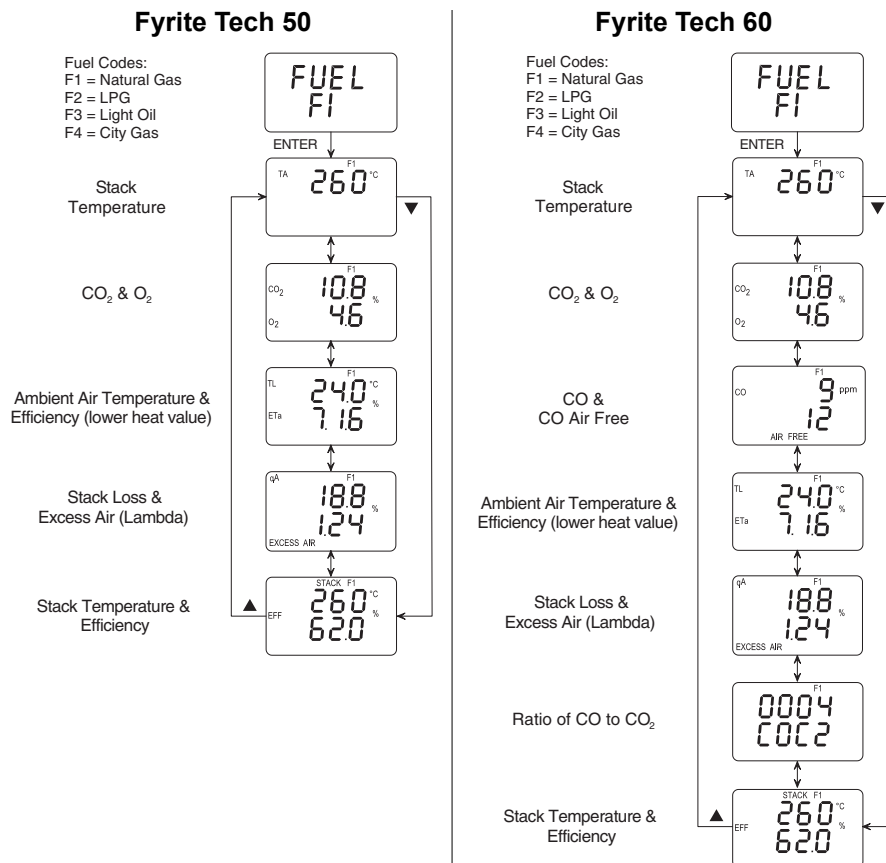 Fyrite Tech 50
Fuel Codes:
F1 = Natural Gas
F2 = LPG
F3 = Light Oil
F4 = City Gas
FUEL
F1
ENTER
Stack
Temperature
F1
TA 260 °C
▼
CO₂ & O₂
F1
CO₂ 10.8
%
O₂ 4.6
Ambient Air Temperature &
Efficiency (lower heat value)
F1
TL 24.0 °C
%
ETa 7.1.6
Stack Loss &
Excess Air (Lambda)
qA F1
18.8
%
1.24
EXCESS AIR
Stack Temperature &
Efficiency
▲
STACK F1
260 °C
EFF %
62.0
Fyrite Tech 60
Fuel Codes:
F1 = Natural Gas
F2 = LPG
F3 = Light Oil
F4 = City Gas
FUEL
F1
ENTER
Stack
Temperature
F1
TA 260 °C
▼
CO₂ & O₂
F1
CO₂ 10.8
%
O₂ 4.6
CO &
CO Air Free
F1
CO 9 ppm
12
AIR FREE
Ambient Air Temperature &
Efficiency (lower heat value)
F1
TL 24.0 °C
%
ETa 7.1.6
Stack Loss &
Excess Air (Lambda)
qA F1
18.8
%
1.24
EXCESS AIR
Ratio of CO to CO₂
F1
0004
COC2
Stack Temperature &
Efficiency
▲
STACK F1
260 °C
EFF %
62.0